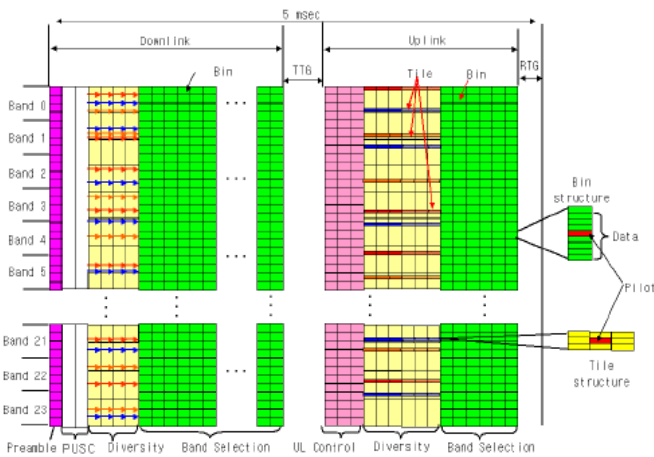 5 msec
Downlink
Uplink
TTG
RTG
Bin
Tile
Bin
Band 0
Band 1
Band 2
Band 3
Band 4
Band 5
Band 21
Band 22
Band 23
Bin
structure
Data
Pilot
Tile
structure
Preamble
PUSC
Diversity
Band Selection
UL Control
Diversity
Band Selection